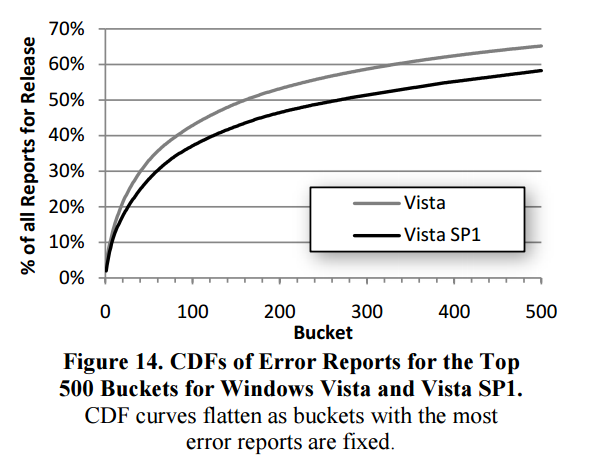 70%
60%
50%
40%
30%
20%
10%
0%
% of all Reports for Release
Vista
Vista SP1
0 100 200 300 400 500
Bucket
Figure 14. CDFs of Error Reports for the Top
500 Buckets for Windows Vista and Vista SP1.
CDF curves flatten as buckets with the most
error reports are fixed.